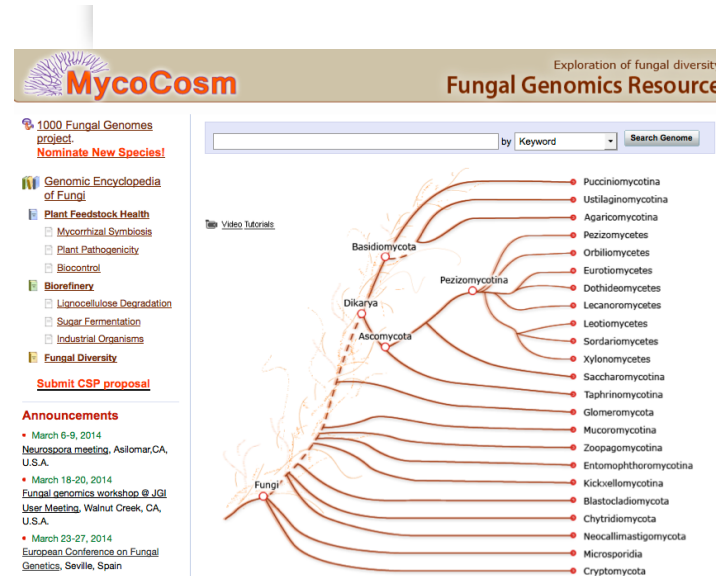 MycoCosm
Exploration of fungal diversity
Fungal Genomics Resource
1000 Fungal Genomes
project.
Nominate New Species!
Genomic Encyclopedia
of Fungi
Plant Feedstock Health
Mycorrhizal Symbiosis
Plant Pathogenicity
Biocontrol
Biorefinery
Lignocellulose Degradation
Sugar Fermentation
Industrial Organisms
Fungal Diversity
Submit CSP proposal
Announcements
• March 6-9, 2014
Neurospora meeting, Asilomar,CA,
U.S.A.
• March 18-20, 2014
Fungal genomics workshop @ JGI
User Meeting, Walnut Creek, CA,
U.S.A.
• March 23-27, 2014
European Conference on Fungal
Genetics, Seville, Spain
by Keyword Search Genome
Video Tutorials
Basidiomycota
Pezizomycotina
Dikarya
Ascomycota
Fungi
Pucciniomycotina
Ustilaginomycotina
Agaricomycotina
Pezizomycetes
Orbiliomycetes
Eurotiomycetes
Dothideomycetes
Lecanoromycetes
Leotiomycetes
Sordariomycetes
Xylonomycetes
Saccharomycotina
Taphrinomycotina
Glomeromycota
Mucoromycotina
Zoopagomycotina
Entomophthoromycotina
Kickxellomycotina
Blastocladiomycota
Chytridiomycota
Neocallimastigomycota
Microsporidia
Cryptomycota